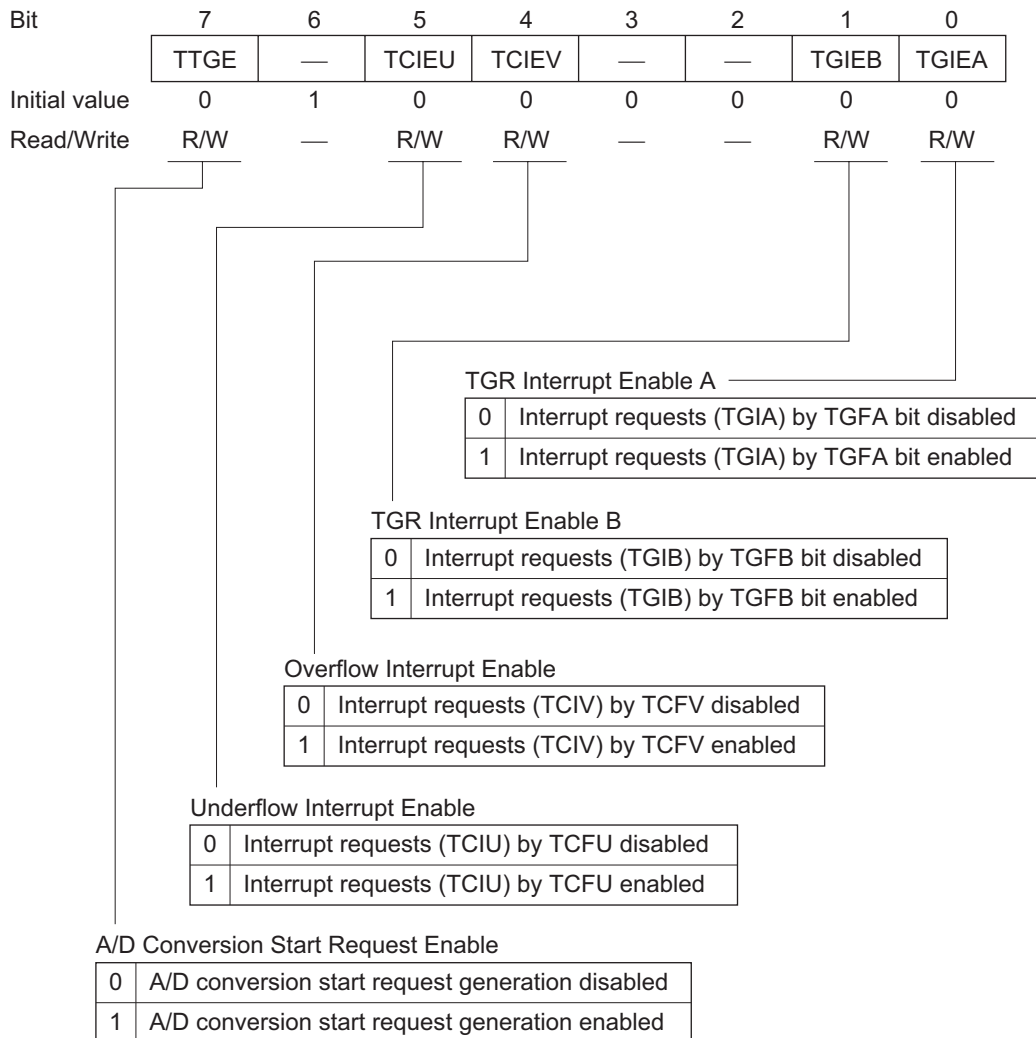 Bit 7 6 5 4 3 2 1 0
TTGE — TCIEU TCIEV — — TGIEB TGIEA
Initial value 0 1 0 0 0 0 0 0
Read/Write R/W — R/W R/W — — R/W R/W
TGR Interrupt Enable A
0 Interrupt requests (TGIA) by TGFA bit disabled
1 Interrupt requests (TGIA) by TGFA bit enabled
TGR Interrupt Enable B
0 Interrupt requests (TGIB) by TGFB bit disabled
1 Interrupt requests (TGIB) by TGFB bit enabled
Overflow Interrupt Enable
0 Interrupt requests (TCIV) by TCFV disabled
1 Interrupt requests (TCIV) by TCFV enabled
Underflow Interrupt Enable
0 Interrupt requests (TCIU) by TCFU disabled
1 Interrupt requests (TCIU) by TCFU enabled
A/D Conversion Start Request Enable
0 A/D conversion start request generation disabled
1 A/D conversion start request generation enabled